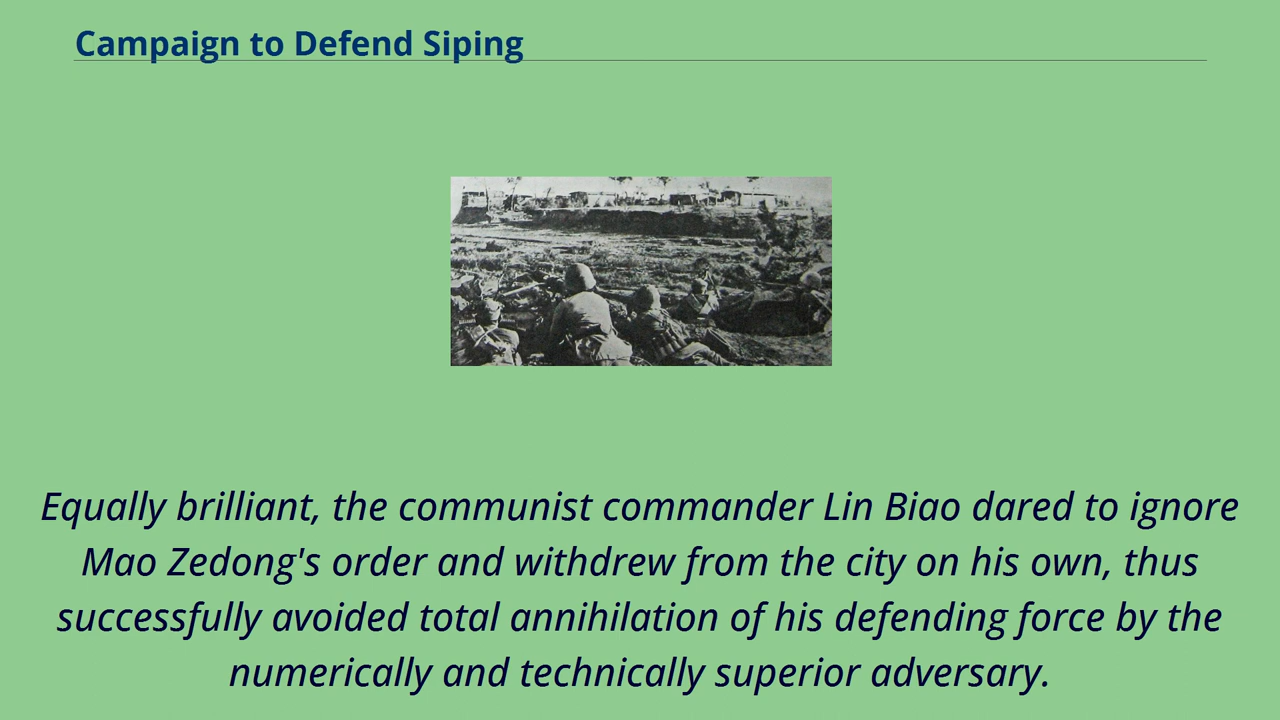 Campaign to Defend Siping
Equally brilliant, the communist commander Lin Biao dared to ignore
Mao Zedong's order and withdrew from the city on his own, thus
successfully avoided total annihilation of his defending force by the
numerically and technically superior adversary.